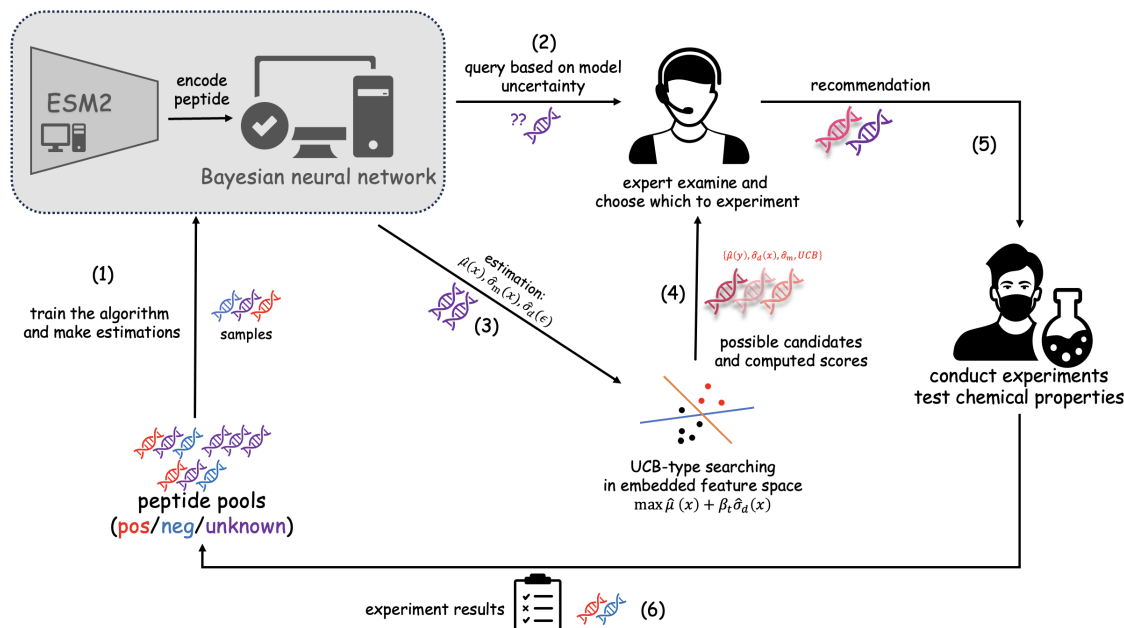 ESM2
encode
peptide
Bayesian neural network
(2)
query based on model
uncertainty
??
recommendation
(5)
expert examine and
choose which to experiment
(1)
train the algorithm
and make estimations
samples
estimation:
μ̂(x), σ̂ₘ(x), σ̂_d(ϵ)
(3)
{μ̂(y), σ̂_d(x), σ̂ₘ, UCB}
(4)
possible candidates
and computed scores
conduct experiments
test chemical properties
UCB-type searching
in embedded feature space
max μ̂ (x) + βₜσ̂_d(x)
peptide pools
(pos/neg/unknown)
experiment results
(6)